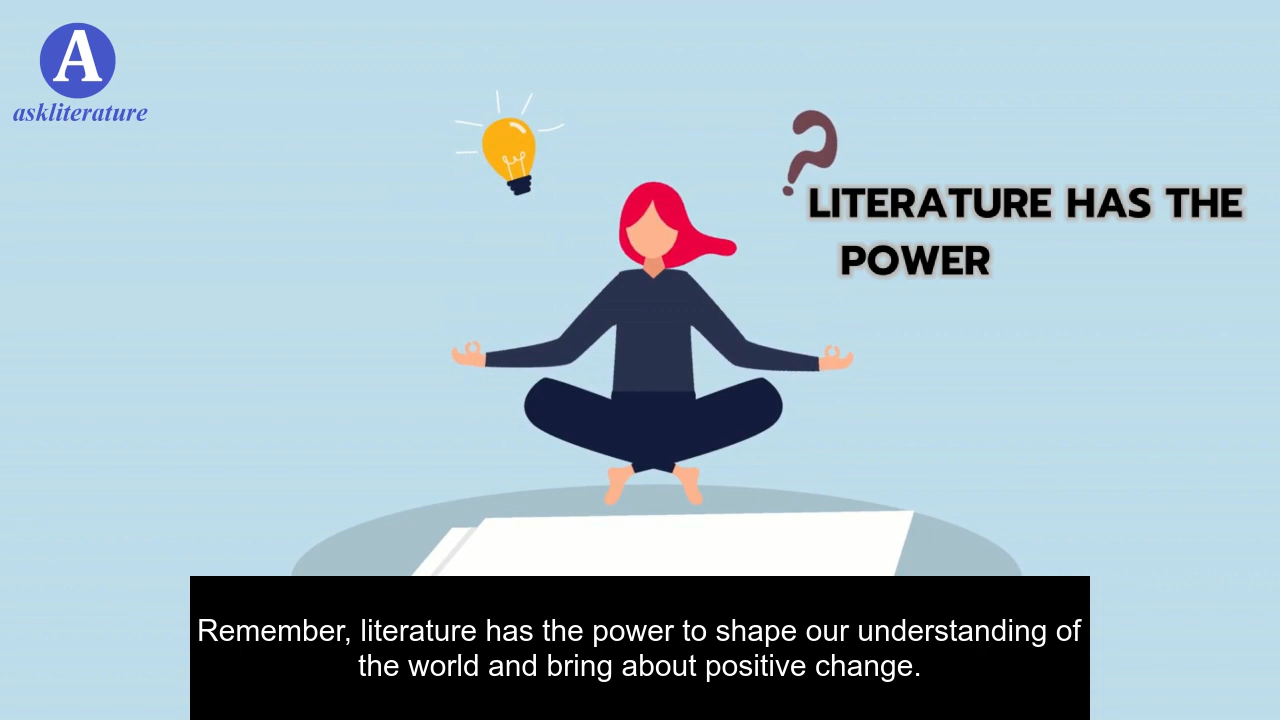 A
askliterature
?
LITERATURE HAS THE
POWER
Remember, literature has the power to shape our understanding of
the world and bring about positive change.